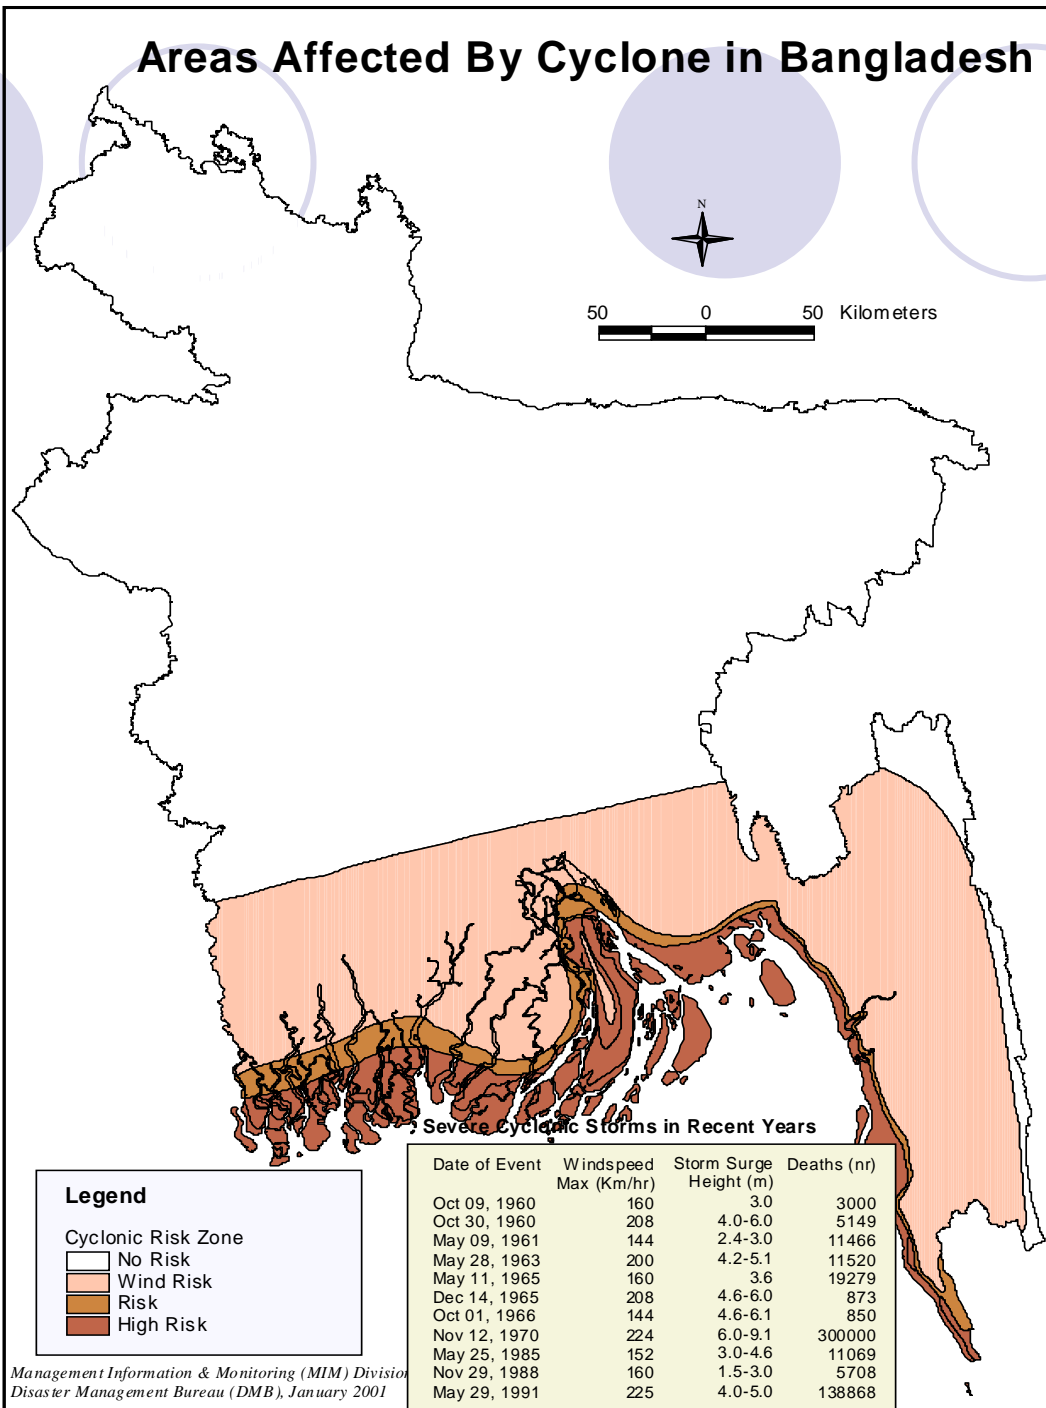 Areas Affected By Cyclone in Bangladesh
N
50 0 50 Kilometers
Severe Cyclonic Storms in Recent Years
Date of Event Windspeed Max (Km/hr) Storm Surge Height (m) Deaths (nr)
Oct 09, 1960 160 3.0 3000
Oct 30, 1960 208 4.0-6.0 5149
May 09, 1961 144 2.4-3.0 11466
May 28, 1963 200 4.2-5.1 11520
May 11, 1965 160 3.6 19279
Dec 14, 1965 208 4.6-6.0 873
Oct 01, 1966 144 4.6-6.1 850
Nov 12, 1970 224 6.0-9.1 300000
May 25, 1985 152 3.0-4.6 11069
Nov 29, 1988 160 1.5-3.0 5708
May 29, 1991 225 4.0-5.0 138868
Legend
Cyclonic Risk Zone
No Risk
Wind Risk
Risk
High Risk
Management Information & Monitoring (MIM) Division
Disaster Management Bureau (DMB), January 2001